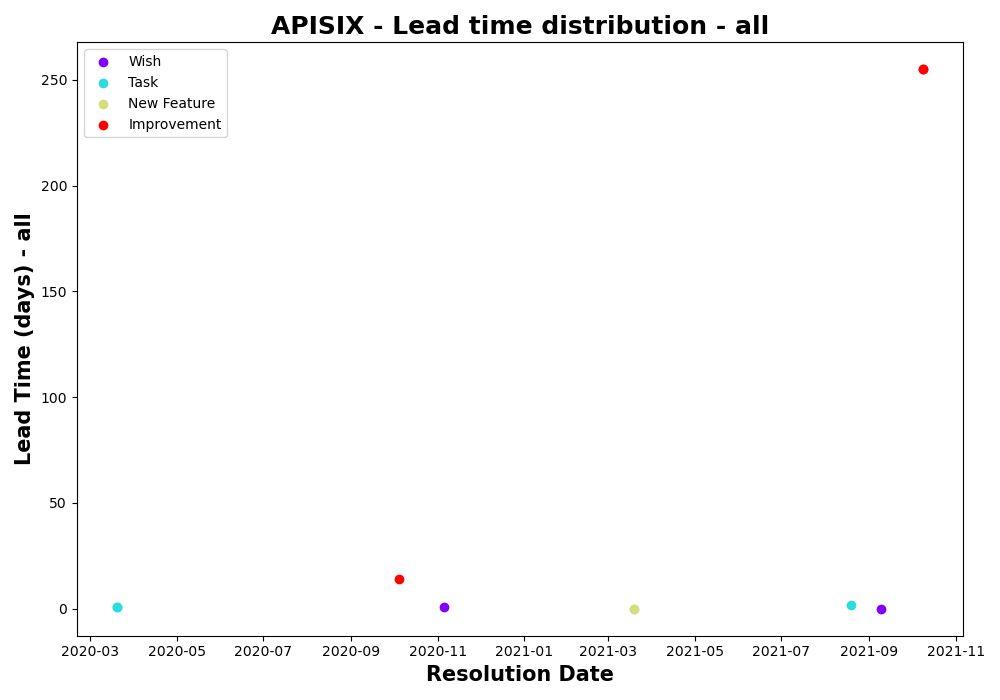 APISIX - Lead time distribution - all
Wish
Task
New Feature
Improvement
Lead Time (days) - all
250
200
150
100
50
0
2020-03 2020-05 2020-07 2020-09 2020-11 2021-01 2021-03 2021-05 2021-07 2021-09 2021-11
Resolution Date